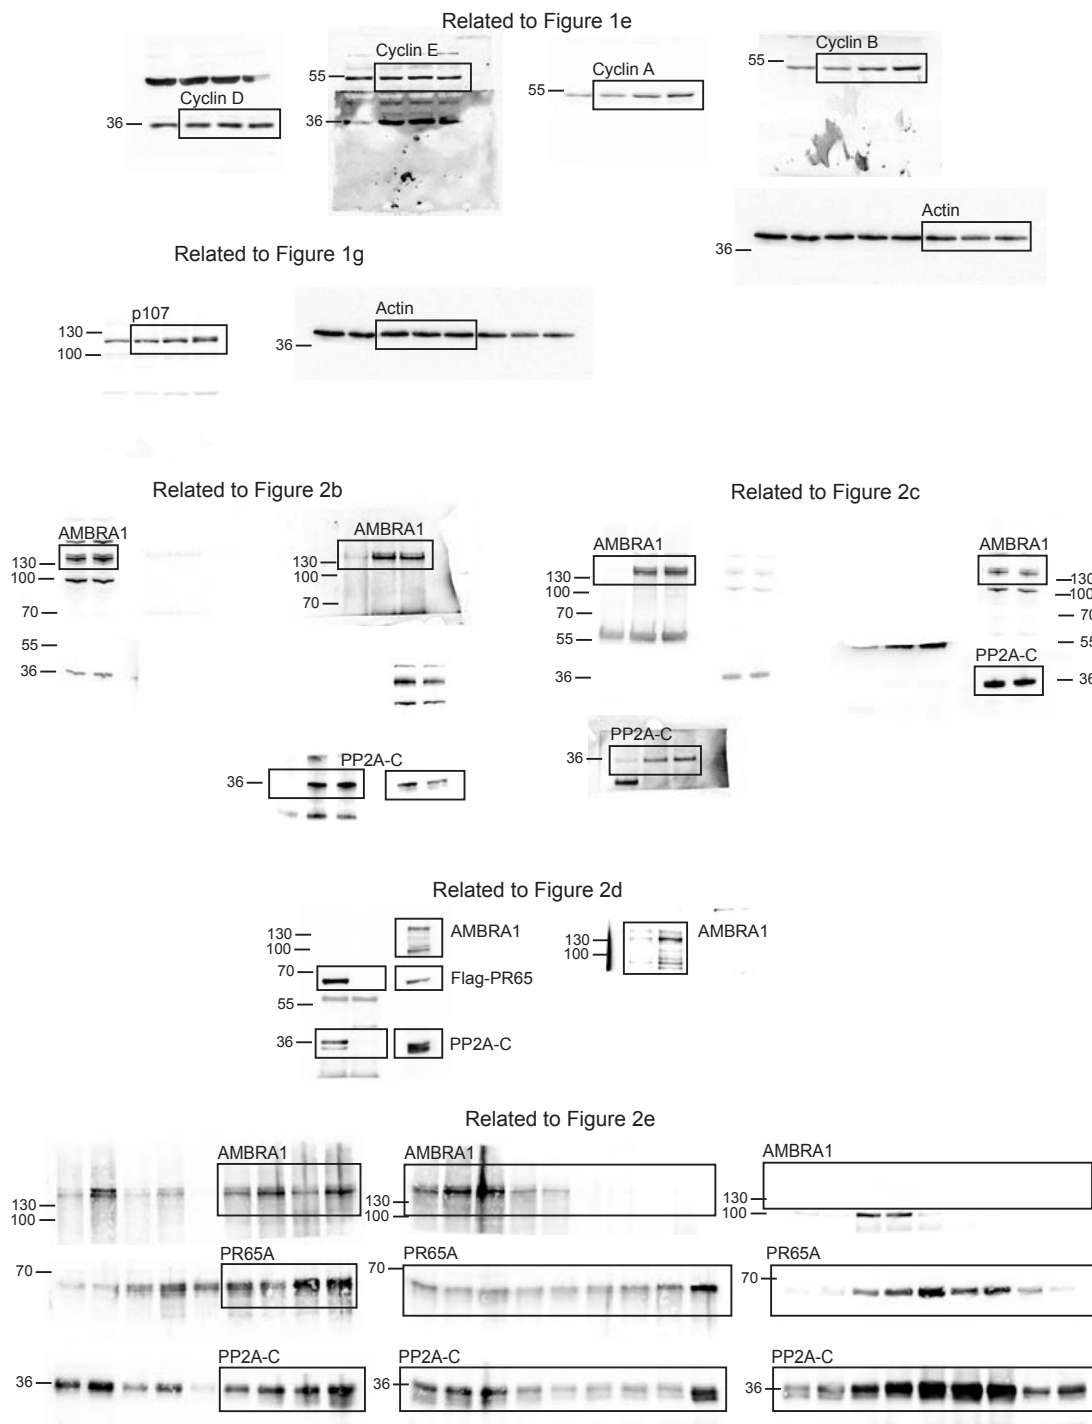 Related to Figure 1e
Cyclin D
36
Cyclin E
55
36
Cyclin A
55
Cyclin B
55
Actin
36
Related to Figure 1g
p107
130
100
Actin
36
Related to Figure 2b
AMBRA1
130
100
70
55
36
AMBRA1
130
100
70
PP2A-C
36
Related to Figure 2c
AMBRA1
130
100
70
55
36
AMBRA1
130
100
70
55
PP2A-C
36
PP2A-C
36
Related to Figure 2d
130
100
AMBRA1
70
Flag-PR65
55
36
PP2A-C
130
100
AMBRA1
Related to Figure 2e
AMBRA1
130
100
AMBRA1
130
100
AMBRA1
130
100
PR65A
70
PR65A
70
PR65A
70
PP2A-C
36
PP2A-C
36
PP2A-C
36